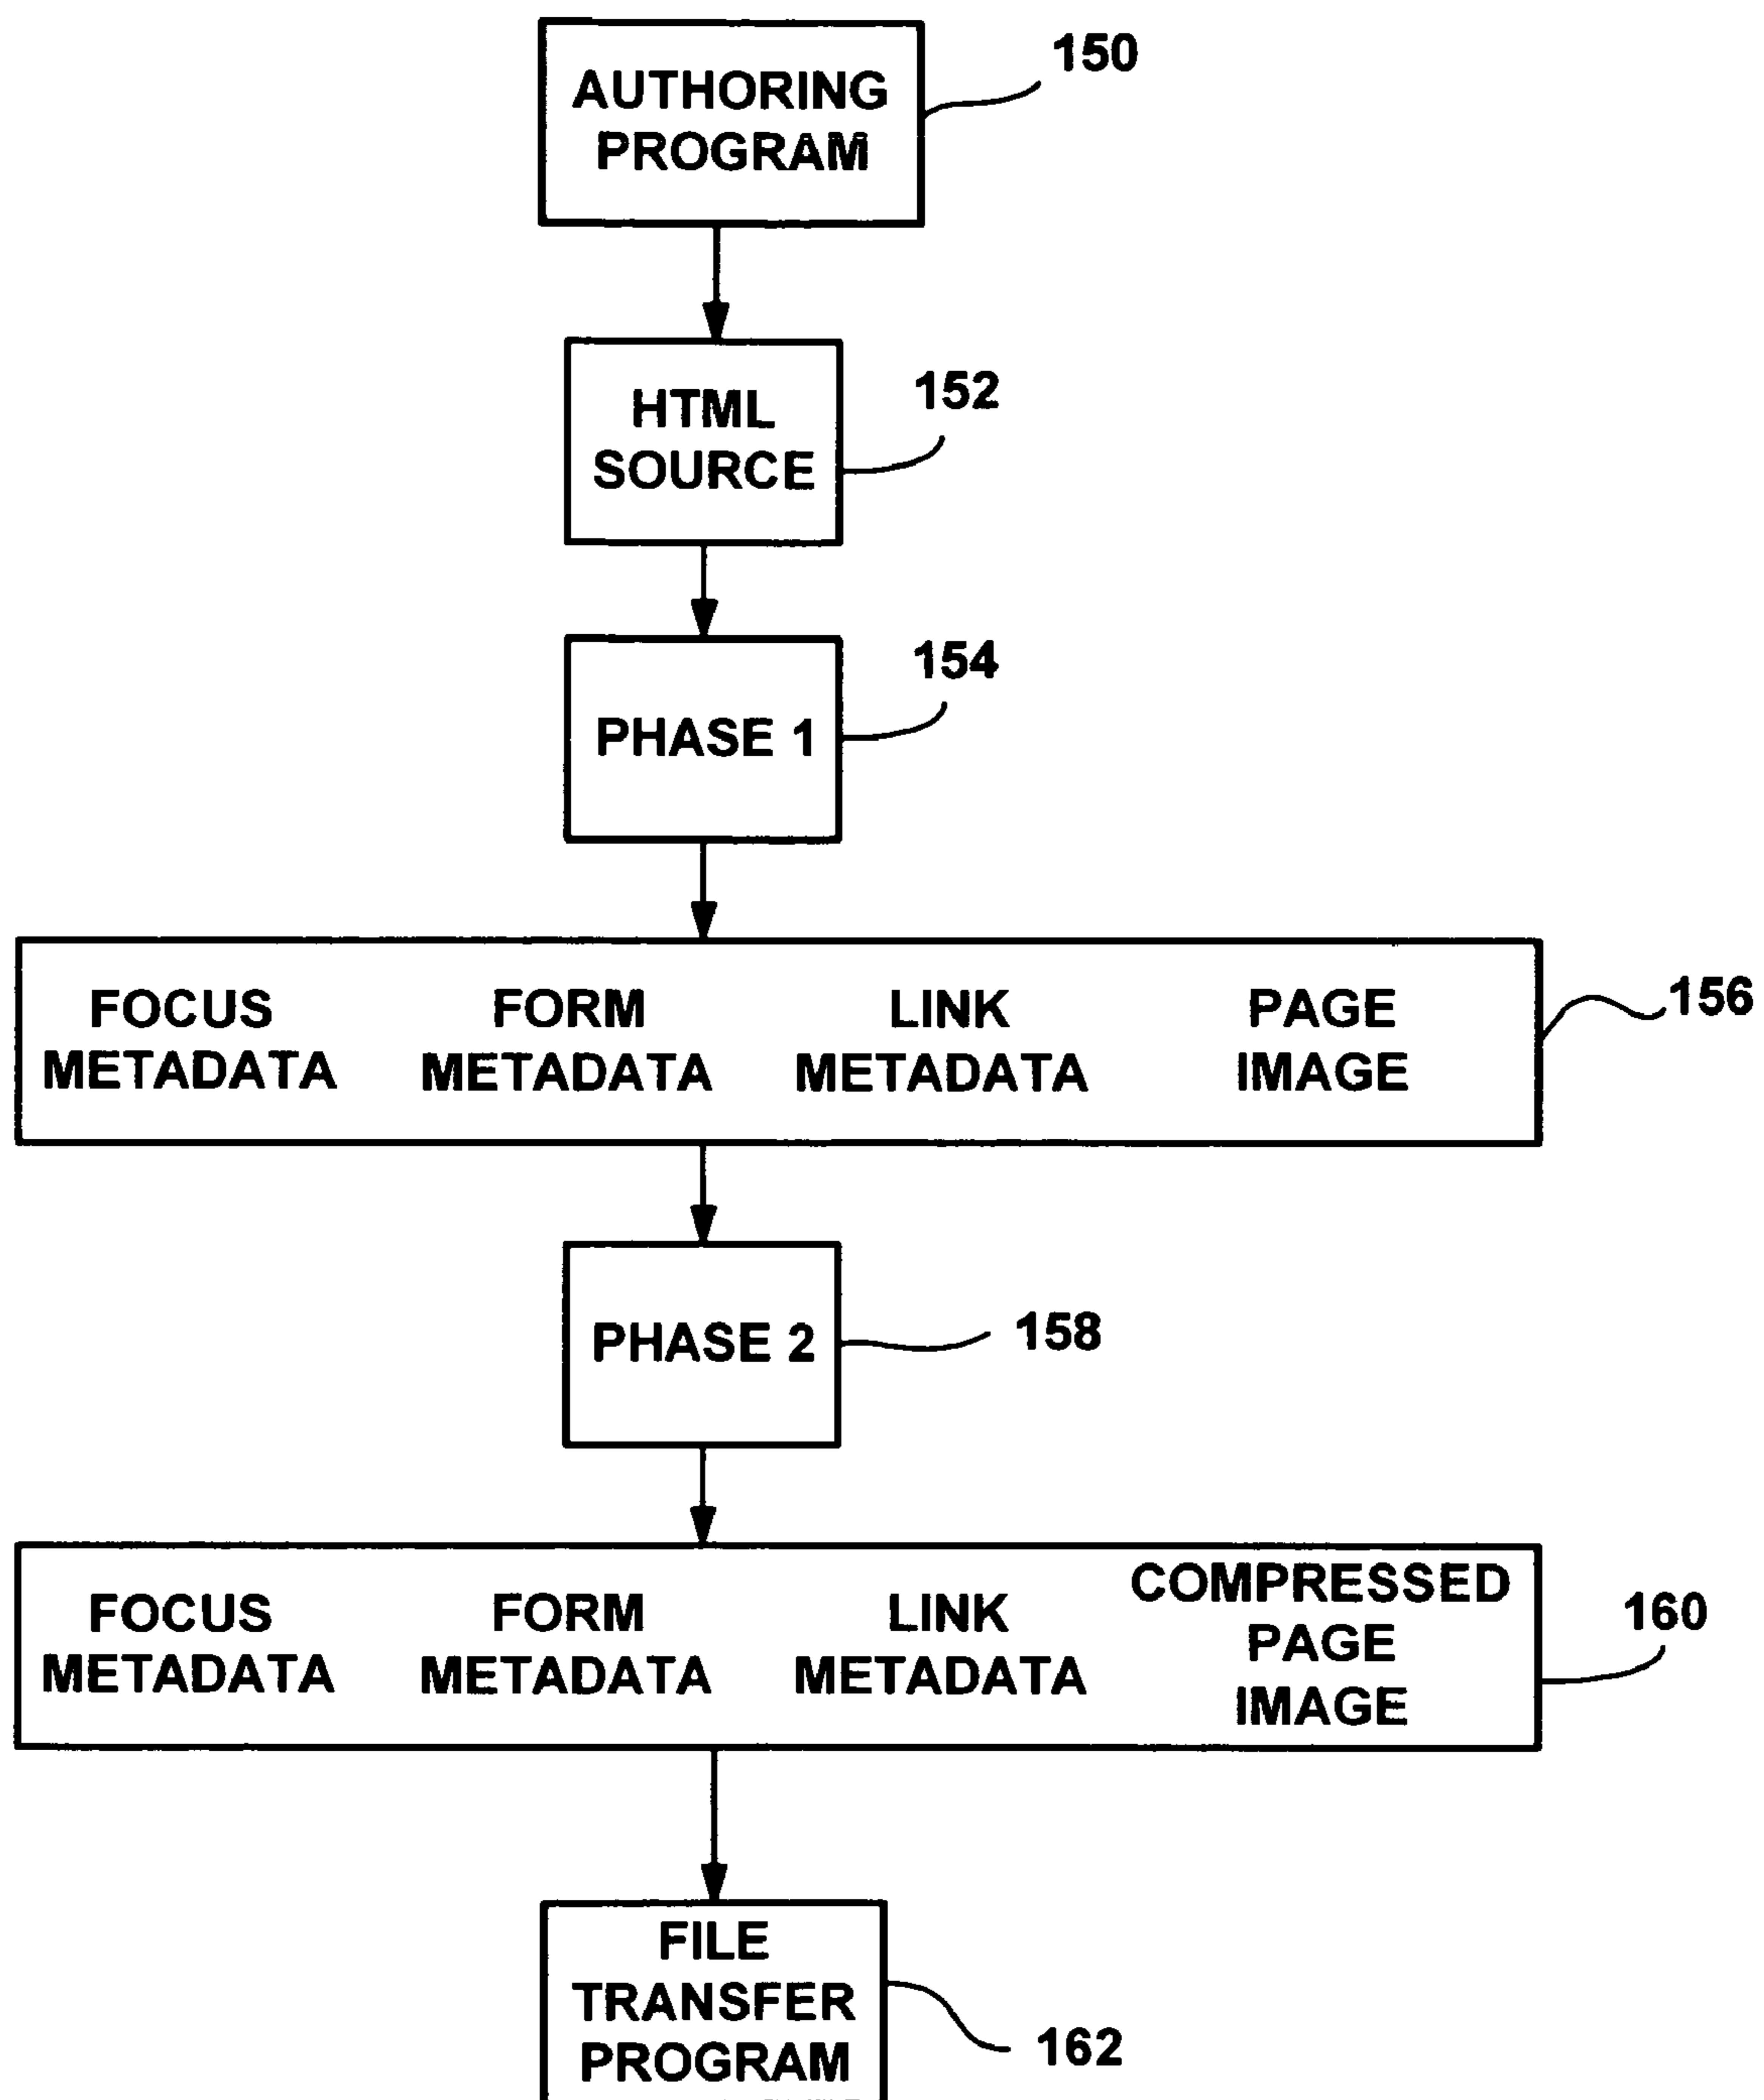 150
AUTHORING
PROGRAM
152
HTML
SOURCE
154
PHASE 1
156
FOCUS
METADATA
FORM
METADATA
LINK
METADATA
PAGE
IMAGE
158
PHASE 2
160
FOCUS
METADATA
FORM
METADATA
LINK
METADATA
COMPRESSED
PAGE
IMAGE
FILE
TRANSFER
PROGRAM
162